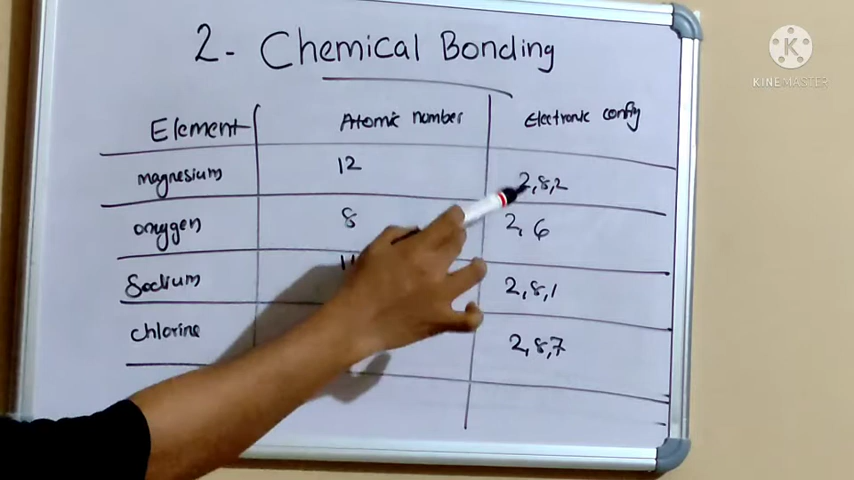 2- Chemical Bonding
Element Atomic number Electronic config
magnesium 12 2,8,2
oxygen 8 2,6
Sodium 2,8,1
chlorine 2,8,7
K
KINEMASTER